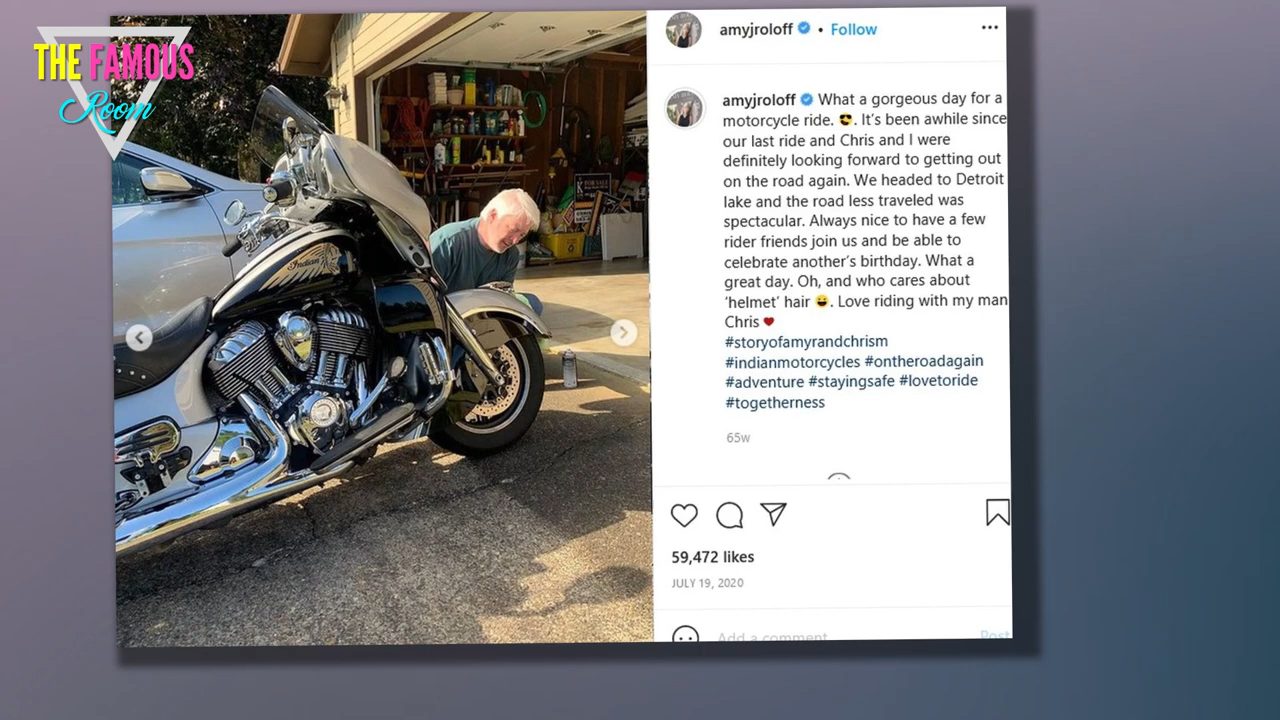 THE FAMOUS
Room
Indian
FOR SALE
amyjroloff • Follow
amyjroloff What a gorgeous day for a
motorcycle ride. 😎. It's been awhile since
our last ride and Chris and I were
definitely looking forward to getting out
on the road again. We headed to Detroit
lake and the road less traveled was
spectacular. Always nice to have a few
rider friends join us and be able to
celebrate another's birthday. What a
great day. Oh, and who cares about
'helmet' hair 😄. Love riding with my man
Chris ♥
#storyofamyrandchrism
#indianmotorcycles #ontheroadagain
#adventure #stayingsafe #lovetoride
#togetherness
65w
59,472 likes
JULY 19, 2020
Add a comment
Post